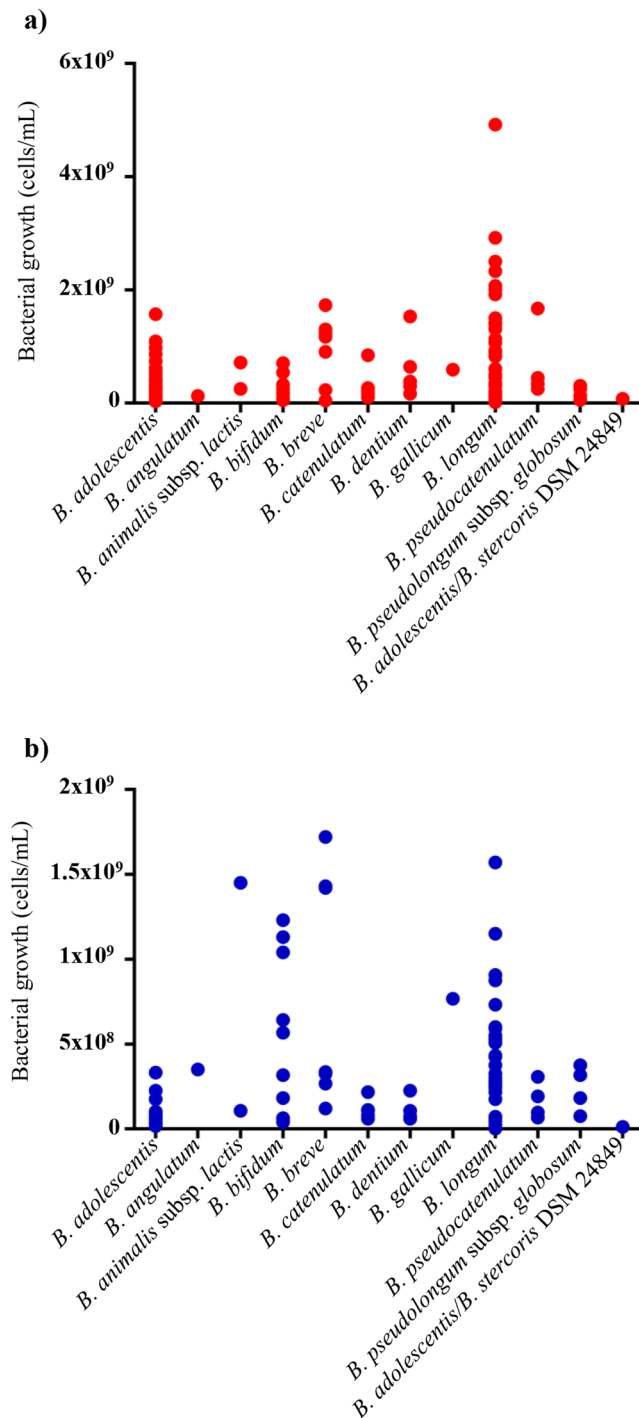 a)
Bacterial growth (cells/mL)
6x10⁹
4x10⁹
2x10⁹
0
B. adolescentis
B. angulatum
B. animalis subsp. lactis
B. bifidum
B. breve
B. catenulatum
B. dentium
B. gallicum
B. longum
B. pseudocatenulatum
B. pseudolongum subsp. globosum
B. adolescentis/B. stercoris DSM 24849
b)
Bacterial growth (cells/mL)
2x10⁹
1.5x10⁹
1x10⁹
5x10⁸
0
B. adolescentis
B. angulatum
B. animalis subsp. lactis
B. bifidum
B. breve
B. catenulatum
B. dentium
B. gallicum
B. longum
B. pseudocatenulatum
B. pseudolongum subsp. globosum
B. adolescentis/B. stercoris DSM 24849